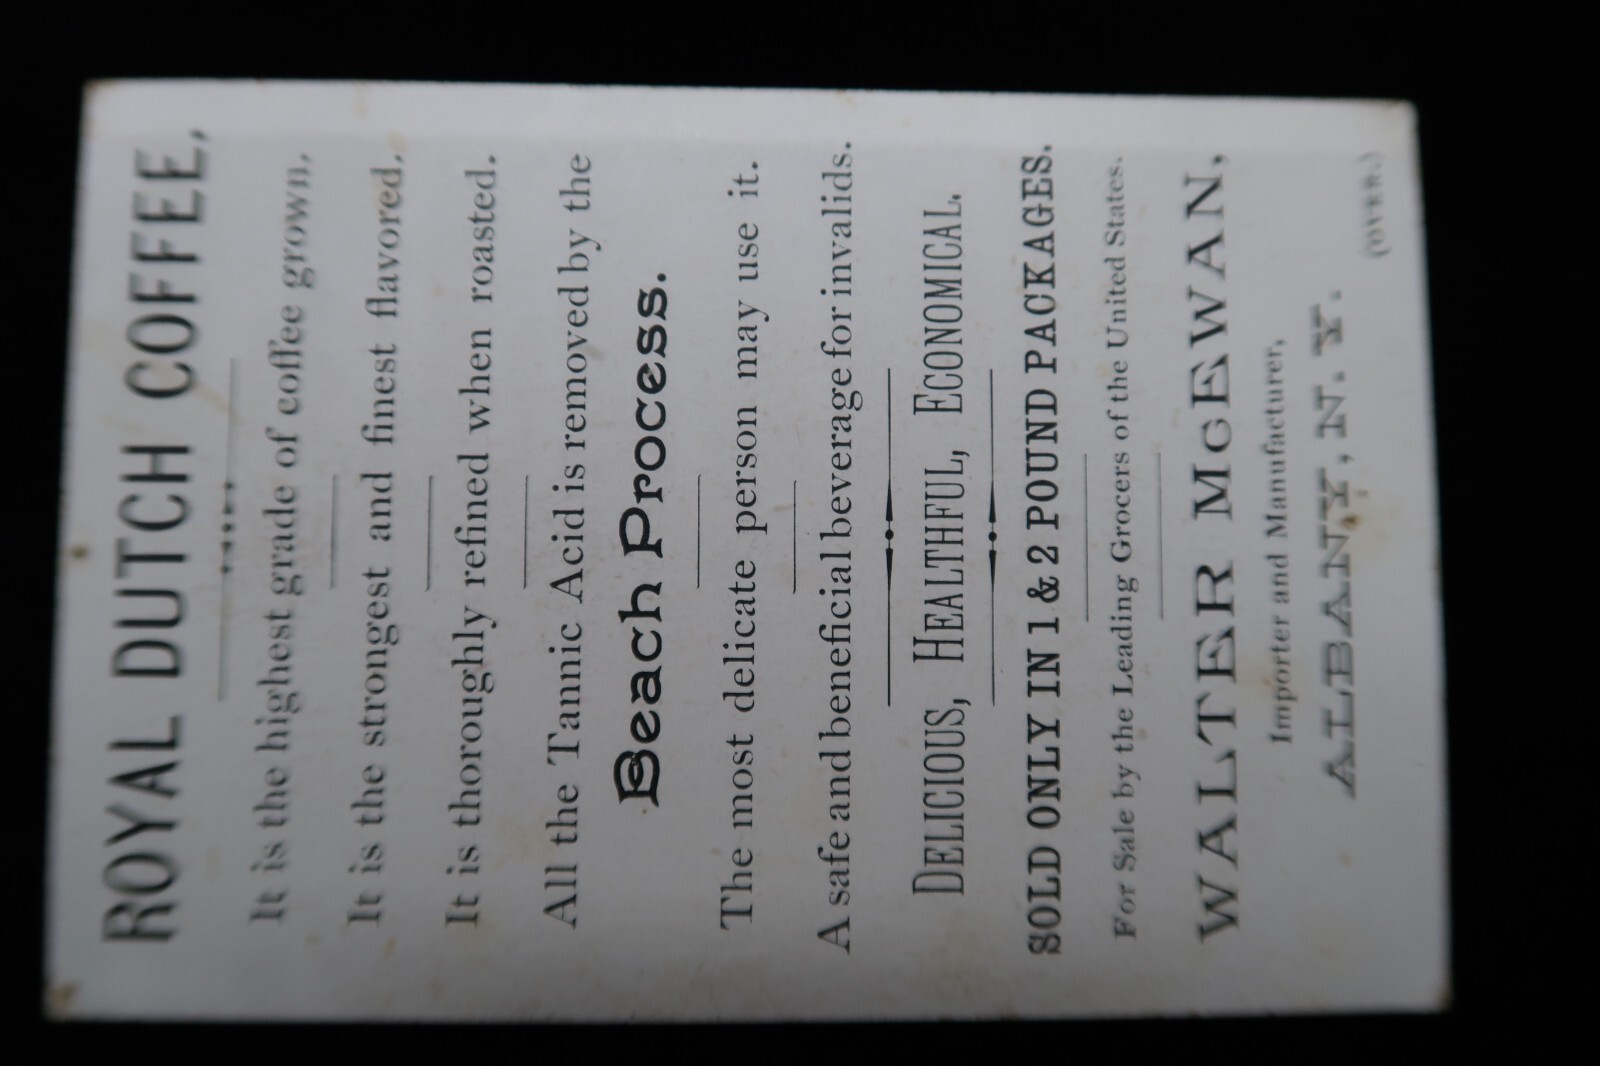 ROYAL DUTCH COFFEE,
It is the highest grade of coffee grown,
It is the strongest and finest flavored,
It is thoroughly refined when roasted.
All the Tannic Acid is removed by the
Beach Process.
The most delicate person may use it.
A safe and beneficial beverage for invalids.
DELICIOUS, HEALTHFUL, ECONOMICAL.
SOLD ONLY IN 1 & 2 POUND PACKAGES.
For Sale by the Leading Grocers of the United States.
WALTER McEWAN,
Importer and Manufacturer,
ALBANY, N. Y.
(OVER.)